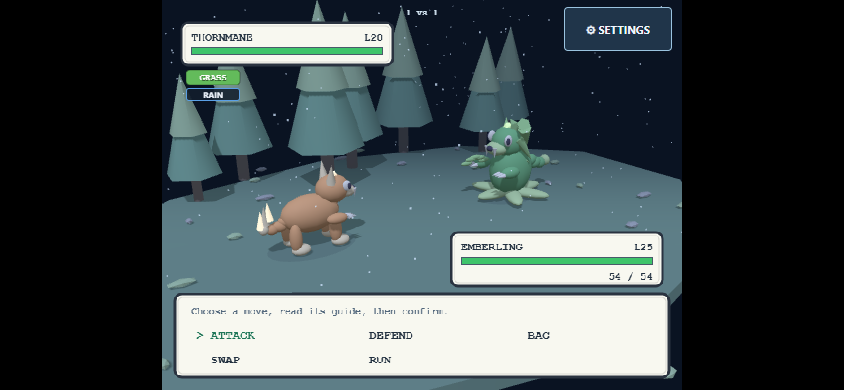 1 vs 1
⚙ SETTINGS
THORNMANE L20
GRASS
RAIN
EMBERLING L25
54 / 54
Choose a move, read its guide, then confirm.
> ATTACK DEFEND BAG
SWAP RUN